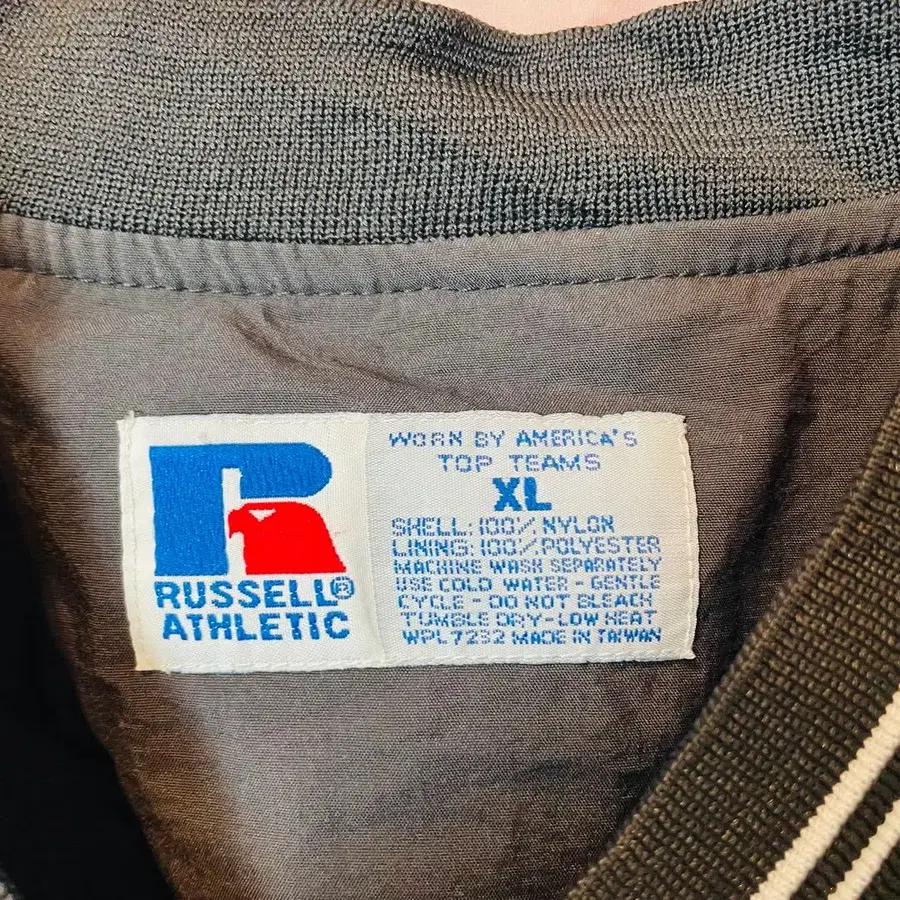 RUSSELL®
ATHLETIC
WORN BY AMERICA'S
TOP TEAMS
XL
SHELL: 100% NYLON
LINING: 100% POLYESTER
MACHINE WASH SEPARATELY
USE COLD WATER - GENTLE
CYCLE - DO NOT BLEACH
TUMBLE DRY-LOW HEAT
WPL 7232 MADE IN TAIWAN